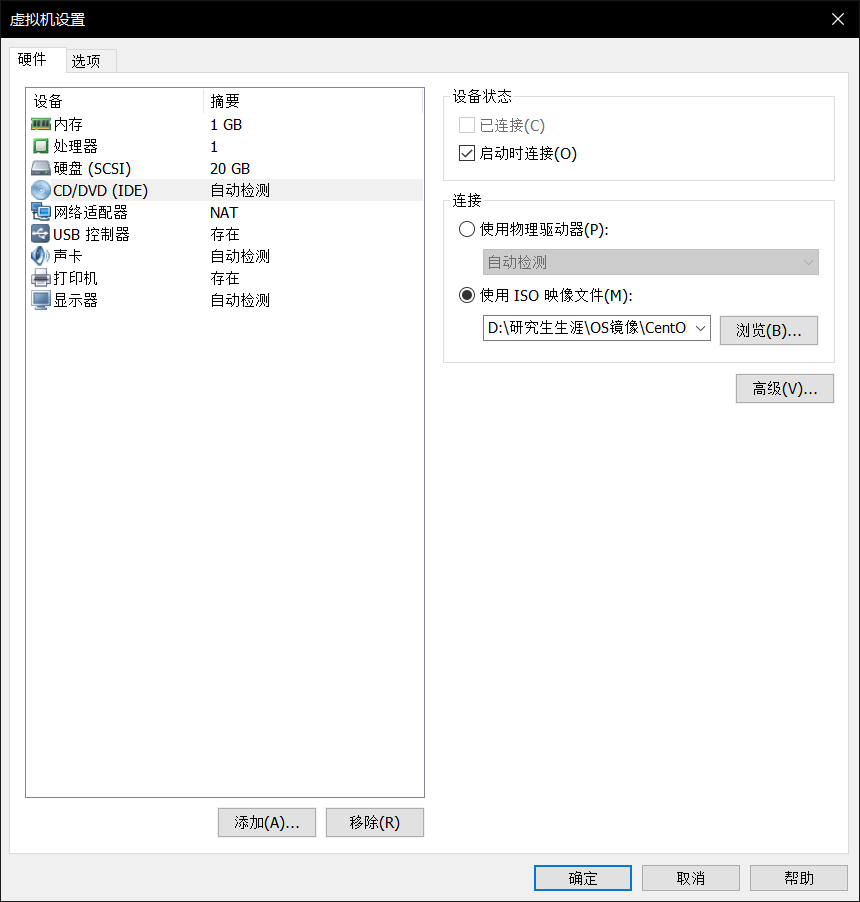 虚拟机设置
硬件 选项
设备 摘要
内存 1 GB
处理器 1
硬盘 (SCSI) 20 GB
CD/DVD (IDE) 自动检测
网络适配器 NAT
USB 控制器 存在
声卡 自动检测
打印机 存在
显示器 自动检测
添加(A)... 移除(R)
设备状态
已连接(C)
启动时连接(O)
连接
使用物理驱动器(P):
自动检测
使用 ISO 映像文件(M):
D:\研究生生涯\OS镜像\CentO 浏览(B)...
高级(V)...
确定 取消 帮助